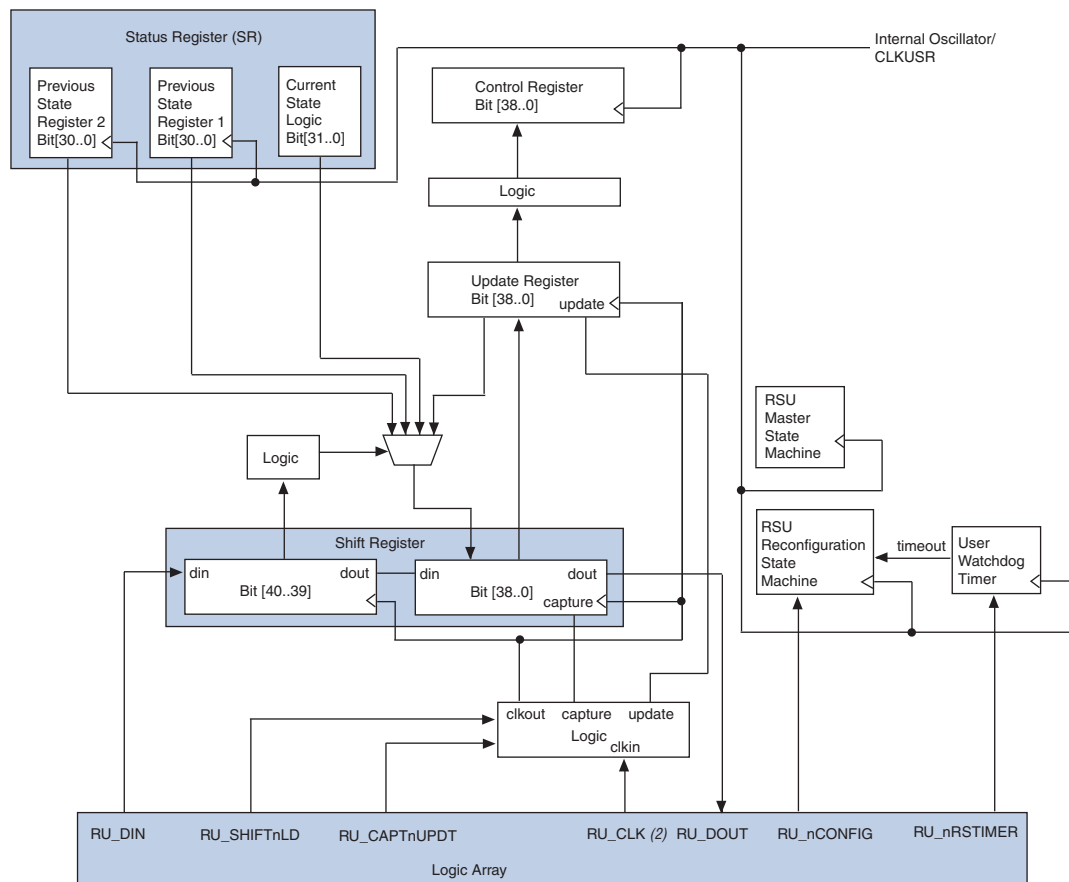 Status Register (SR)
Previous
State
Register 2
Bit[30..0]
Previous
State
Register 1
Bit[30..0]
Current
State
Logic
Bit[31..0]
Internal Oscillator/
CLKUSR
Control Register
Bit [38..0]
Logic
Update Register
Bit [38..0]
update
RSU
Master
State
Machine
Logic
Shift Register
din
dout
Bit [40..39]
din
dout
Bit [38..0]
capture
RSU
Reconfiguration
State
Machine
timeout
User
Watchdog
Timer
clkout capture update
Logic
clkin
RU_DIN
RU_SHIFTnLD
RU_CAPTnUPDT
RU_CLK (2)
RU_DOUT
RU_nCONFIG
RU_nRSTIMER
Logic Array